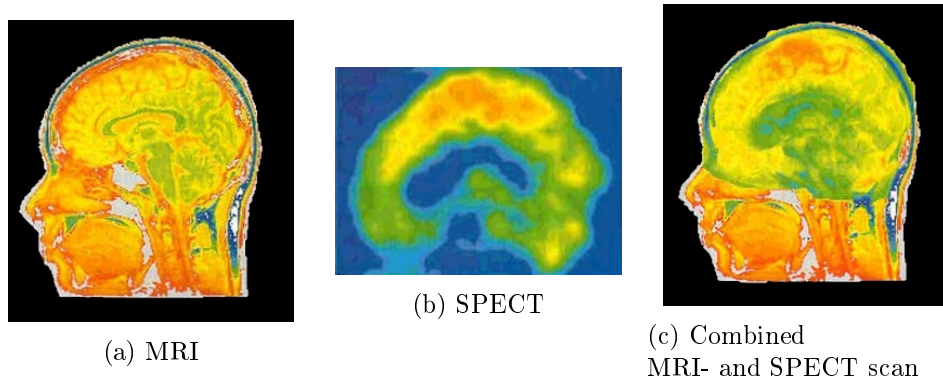 (a) MRI
(b) SPECT
(c) Combined
MRI- and SPECT scan